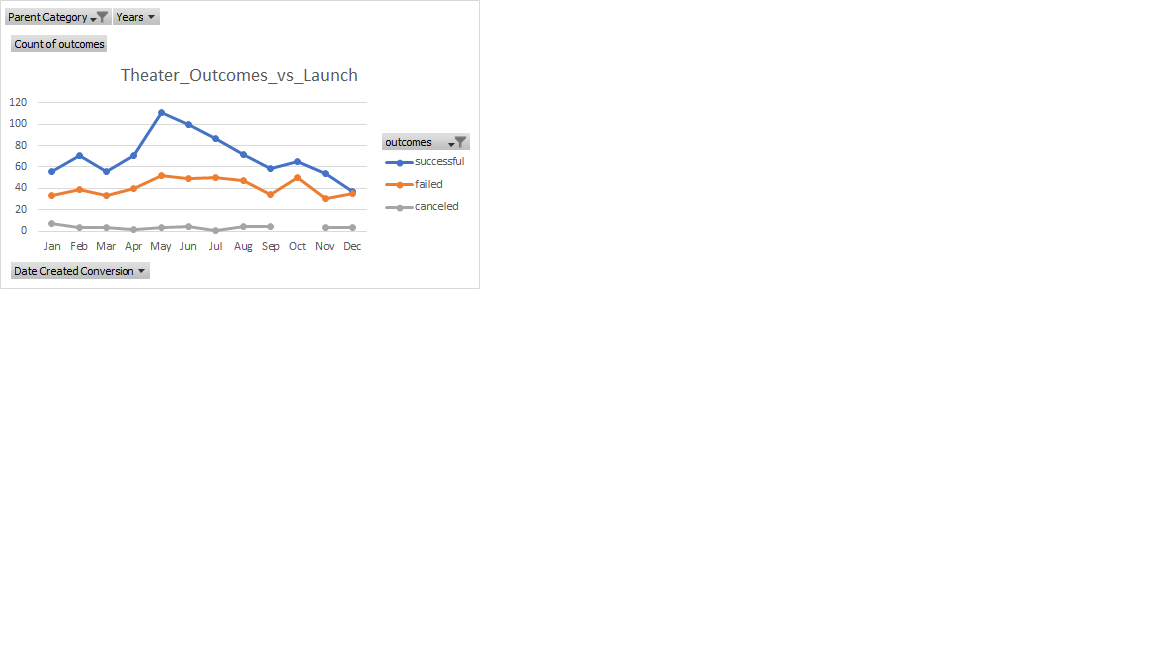 Parent Category Years
Count of outcomes
Theater_Outcomes_vs_Launch
120
100
80
60
40
20
0
Jan Feb Mar Apr May Jun Jul Aug Sep Oct Nov Dec
outcomes
successful
failed
canceled
Date Created Conversion